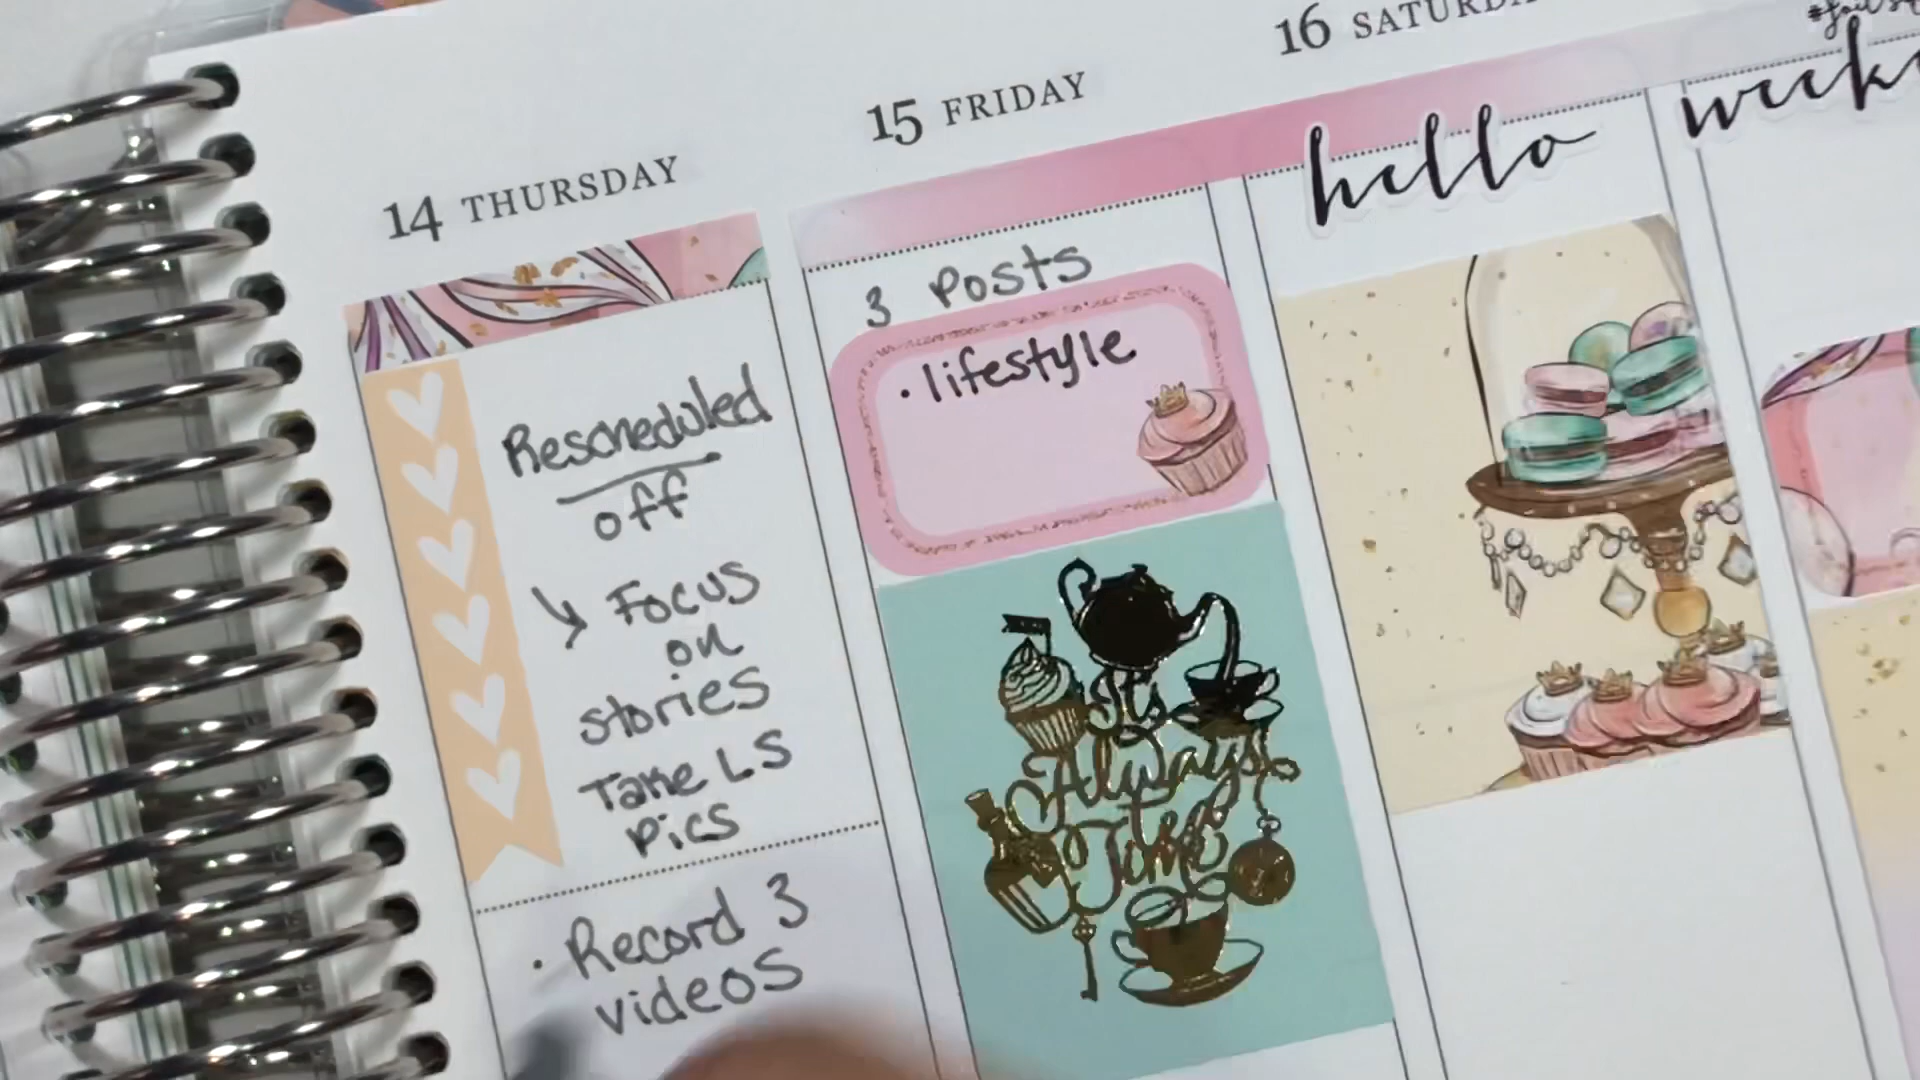 14 THURSDAY
Rescheduled
off
↘ Focus
on
stories
Take LS
Pics
· Record 3
videos
15 FRIDAY
3 Posts
· lifestyle
It's
Always
Time
16
hello